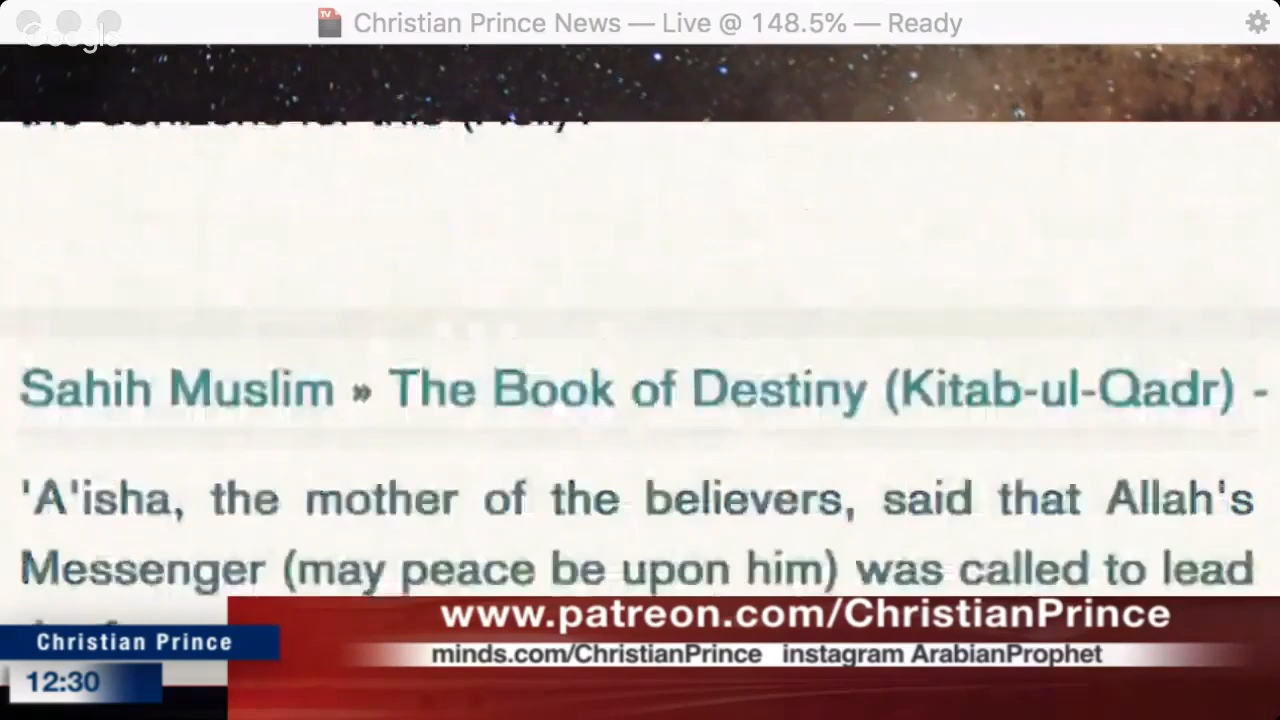 Christian Prince News — Live @ 148.5% — Ready
Google
Sahih Muslim » The Book of Destiny (Kitab-ul-Qadr) -
'A'isha, the mother of the believers, said that Allah's
Messenger (may peace be upon him) was called to lead
www.patreon.com/ChristianPrince
Christian Prince
minds.com/ChristianPrince instagram ArabianProphet
12:30